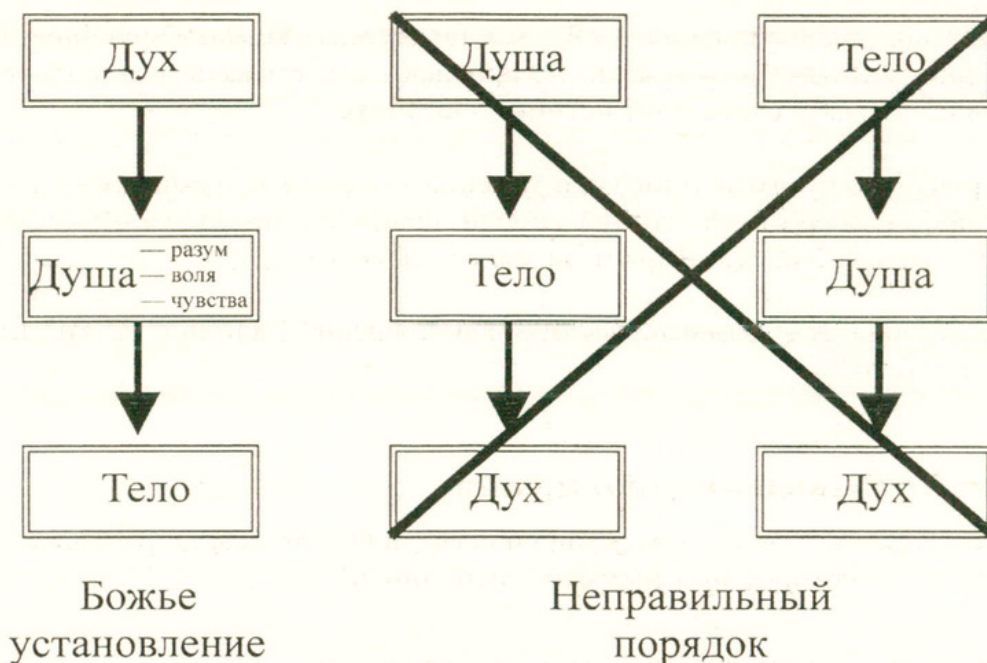 Дух
Душа
Тело
Душа
— разум
— воля
— чувства
Тело
Душа
Тело
Дух
Дух
Божье
установление
Неправильный
порядок